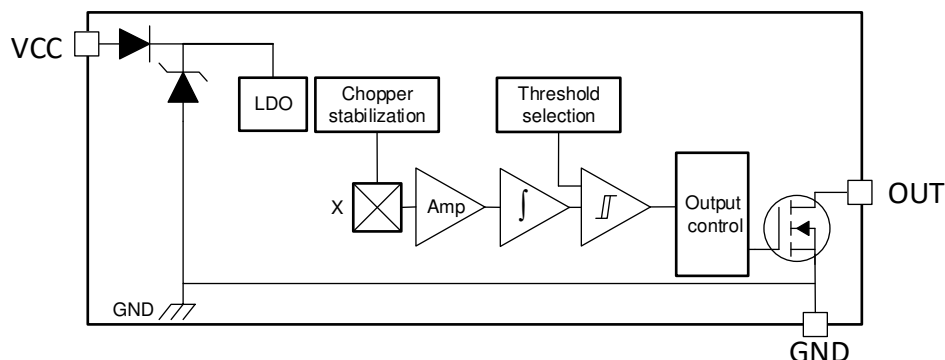 VCC
LDO
Chopper
stabilization
Threshold
selection
X
Amp
∫
Output
control
OUT
GND
GND